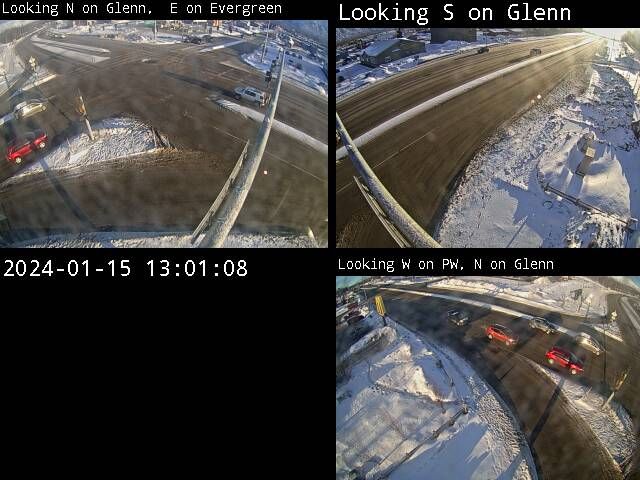 Looking N on Glenn,  E on Evergreen
Looking S on Glenn
2024-01-15 13:01:08
Looking W on PW, N on Glenn